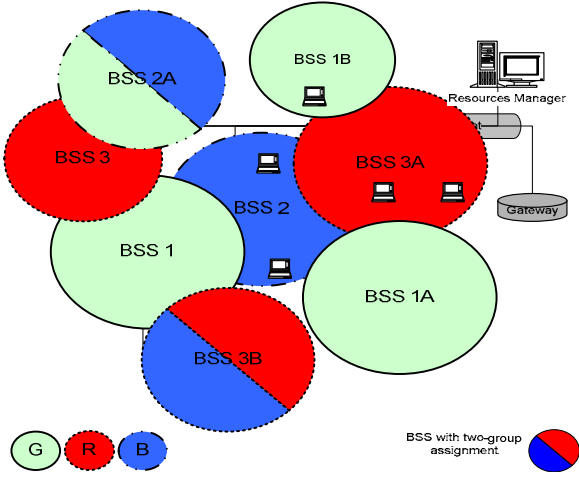 BSS 1B
BSS 2A
Resources Manager
BSS 3
BSS 3A
BSS 2
Gateway
BSS 1
BSS 1A
BSS 3B
G
R
B
BSS with two-group
assignment